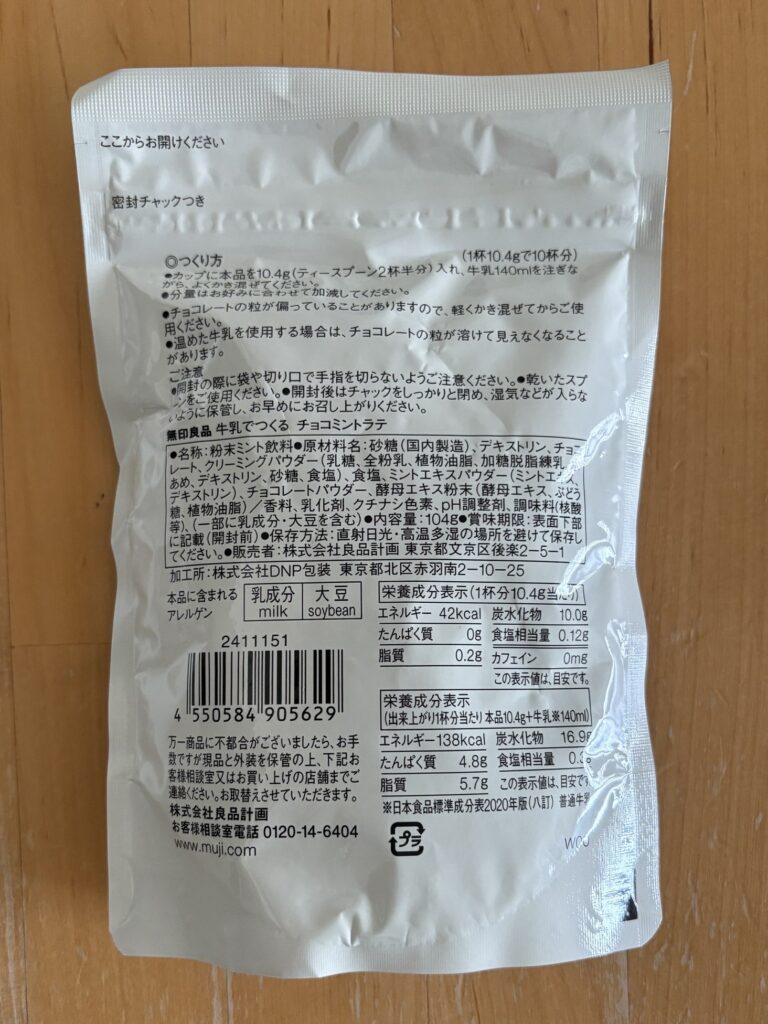 ここからお開けください
密封チャックつき
◎つくり方 (1杯10.4gで10杯分)
●カップに本品を10.4g(ティースプーン2杯半分)入れ、牛乳140mlを注ぎな
がら、よくかき混ぜてください。
●分量はお好みに合わせて加減してください。
●チョコレートの粒が偏っていることがありますので、軽くかき混ぜてからご使
用ください。
●温めた牛乳を使用する場合は、チョコレートの粒が溶けて見えなくなること
があります。
ご注意
●開封の際に袋や切り口で手指を切らないようご注意ください。●乾いたスプ
ーンをご使用ください。●開封後はチャックをしっかりと閉め、湿気などが入らな
いように保管し、お早めにお召し上がりください。
無印良品 牛乳でつくる チョコミントラテ
●名称:粉末ミント飲料●原材料名:砂糖(国内製造)、デキストリン、チョコ
レート、クリーミングパウダー(乳糖、全粉乳、植物油脂、加糖脱脂練乳、
あめ、デキストリン、砂糖、食塩)、食塩、ミントエキスパウダー(ミントエキス、
デキストリン)、チョコレートパウダー、酵母エキス粉末(酵母エキス、ぶどう
糖、植物油脂)/香料、乳化剤、クチナシ色素、pH調整剤、調味料(核酸
等)、(一部に乳成分・大豆を含む)●内容量:104g●賞味期限:表面下部
に記載(開封前)●保存方法:直射日光・高温多湿の場所を避けて保存し
てください。●販売者:株式会社良品計画 東京都文京区後楽2-5-1
加工所:株式会社DNP包装 東京都北区赤羽南2-10-25
本品に含まれる
アレルゲン
乳成分 大豆
milk soybean
栄養成分表示(1杯分10.4g当たり)
エネルギー 42kcal 炭水化物 10.0g
たんぱく質 0g 食塩相当量 0.12g
脂質 0.2g カフェイン 0mg
この表示値は、目安です。
2411151
4 550584 905629
栄養成分表示
(出来上がり1杯分当たり 本品10.4g+牛乳※140ml)
エネルギー138kcal 炭水化物 16.9g
たんぱく質 4.8g 食塩相当量
脂質 5.7g この表示値は、目安です
※日本食品標準成分表2020年版(八訂) 普通牛乳
万一商品に不都合がございましたら、お手
数ですが現品と外装を保管の上、下記お
客様相談室又はお買い上げの店舗までご
連絡ください。お取替えさせていただきます。
株式会社良品計画
お客様相談室電話 0120-14-6404
www.muji.com
プラ